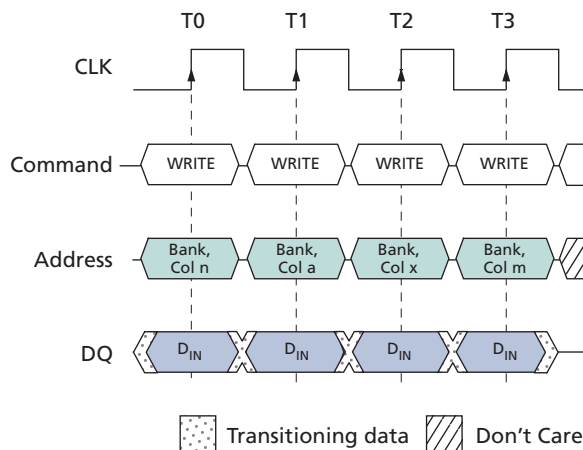 T0 T1 T2 T3
CLK
Command WRITE WRITE WRITE WRITE
Address Bank, Col n Bank, Col a Bank, Col x Bank, Col m
DQ DIN DIN DIN DIN
Transitioning data Don't Care